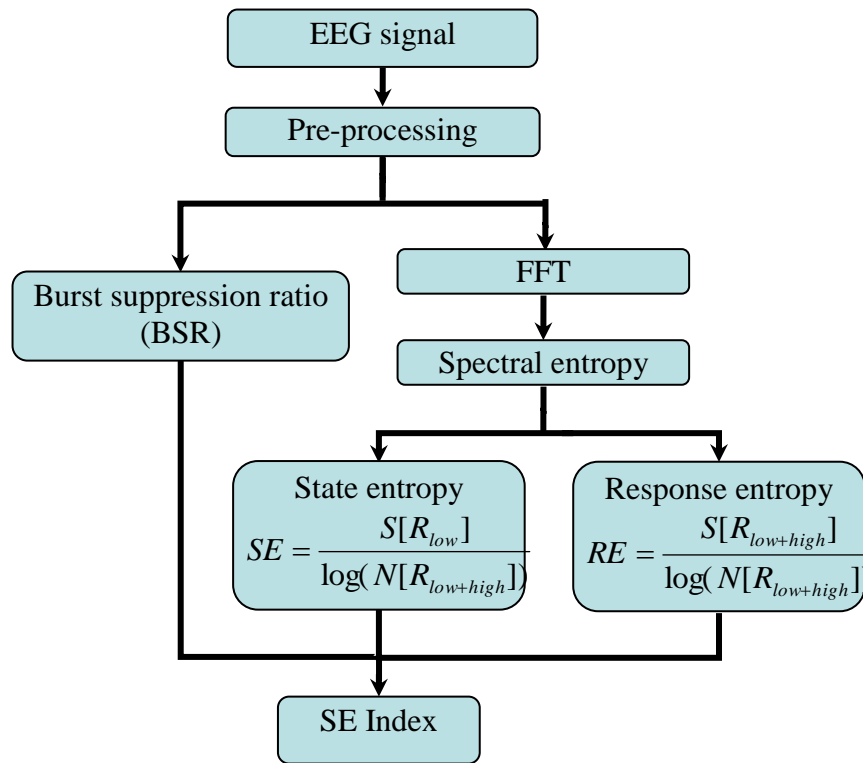 EEG signal
Pre-processing
FFT
Burst suppression ratio
(BSR)
Spectral entropy
State entropy
SE = S[R_low] / log(N[R_low+high])
Response entropy
RE = S[R_low+high] / log(N[R_low+high])
SE Index